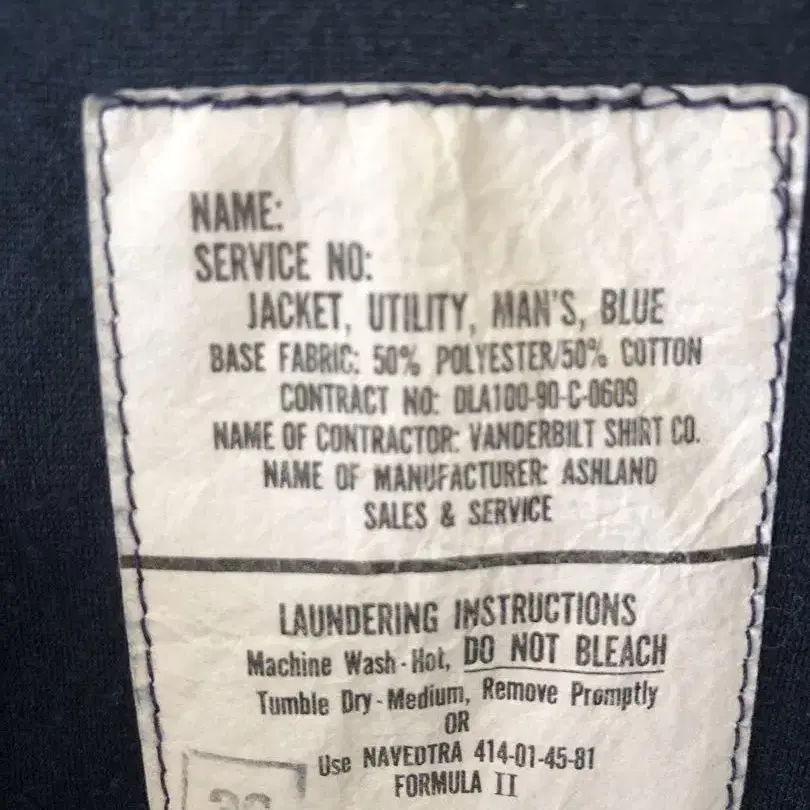 NAME:
SERVICE NO:
JACKET, UTILITY, MAN'S, BLUE
BASE FABRIC: 50% POLYESTER/50% COTTON
CONTRACT NO: DLA100-90-C-0609
NAME OF CONTRACTOR: VANDERBILT SHIRT CO.
NAME OF MANUFACTURER: ASHLAND
SALES & SERVICE
LAUNDERING INSTRUCTIONS
Machine Wash-Hot, DO NOT BLEACH
Tumble Dry-Medium, Remove Promptly
OR
Use NAVEDTRA 414-01-45-81
FORMULA II